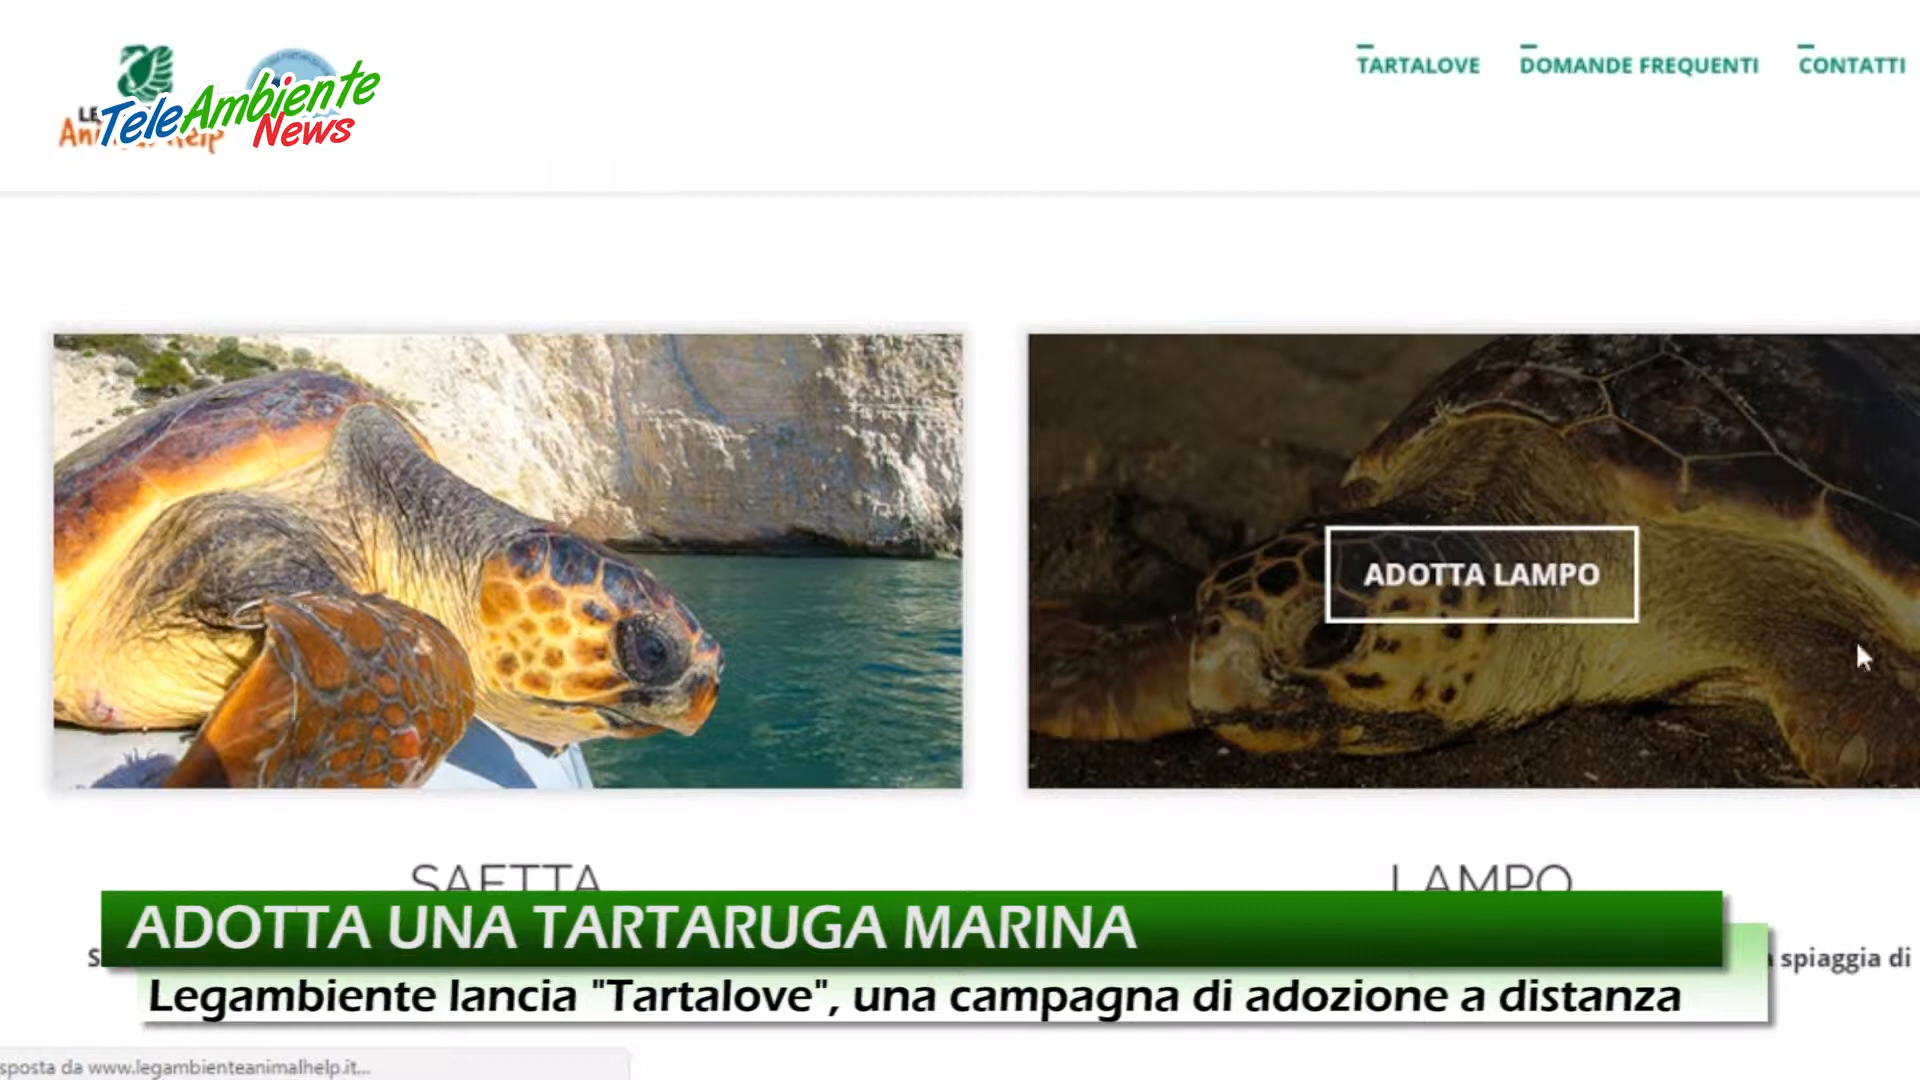 TeleAmbiente
News
TARTALOVE
DOMANDE FREQUENTI
CONTATTI
ADOTTA LAMPO
SAETTA
LAMPO
ADOTTA UNA TARTARUGA MARINA
spiaggia di
Legambiente lancia "Tartalove", una campagna di adozione a distanza
sposta da www.legambienteanimalhelp.it...